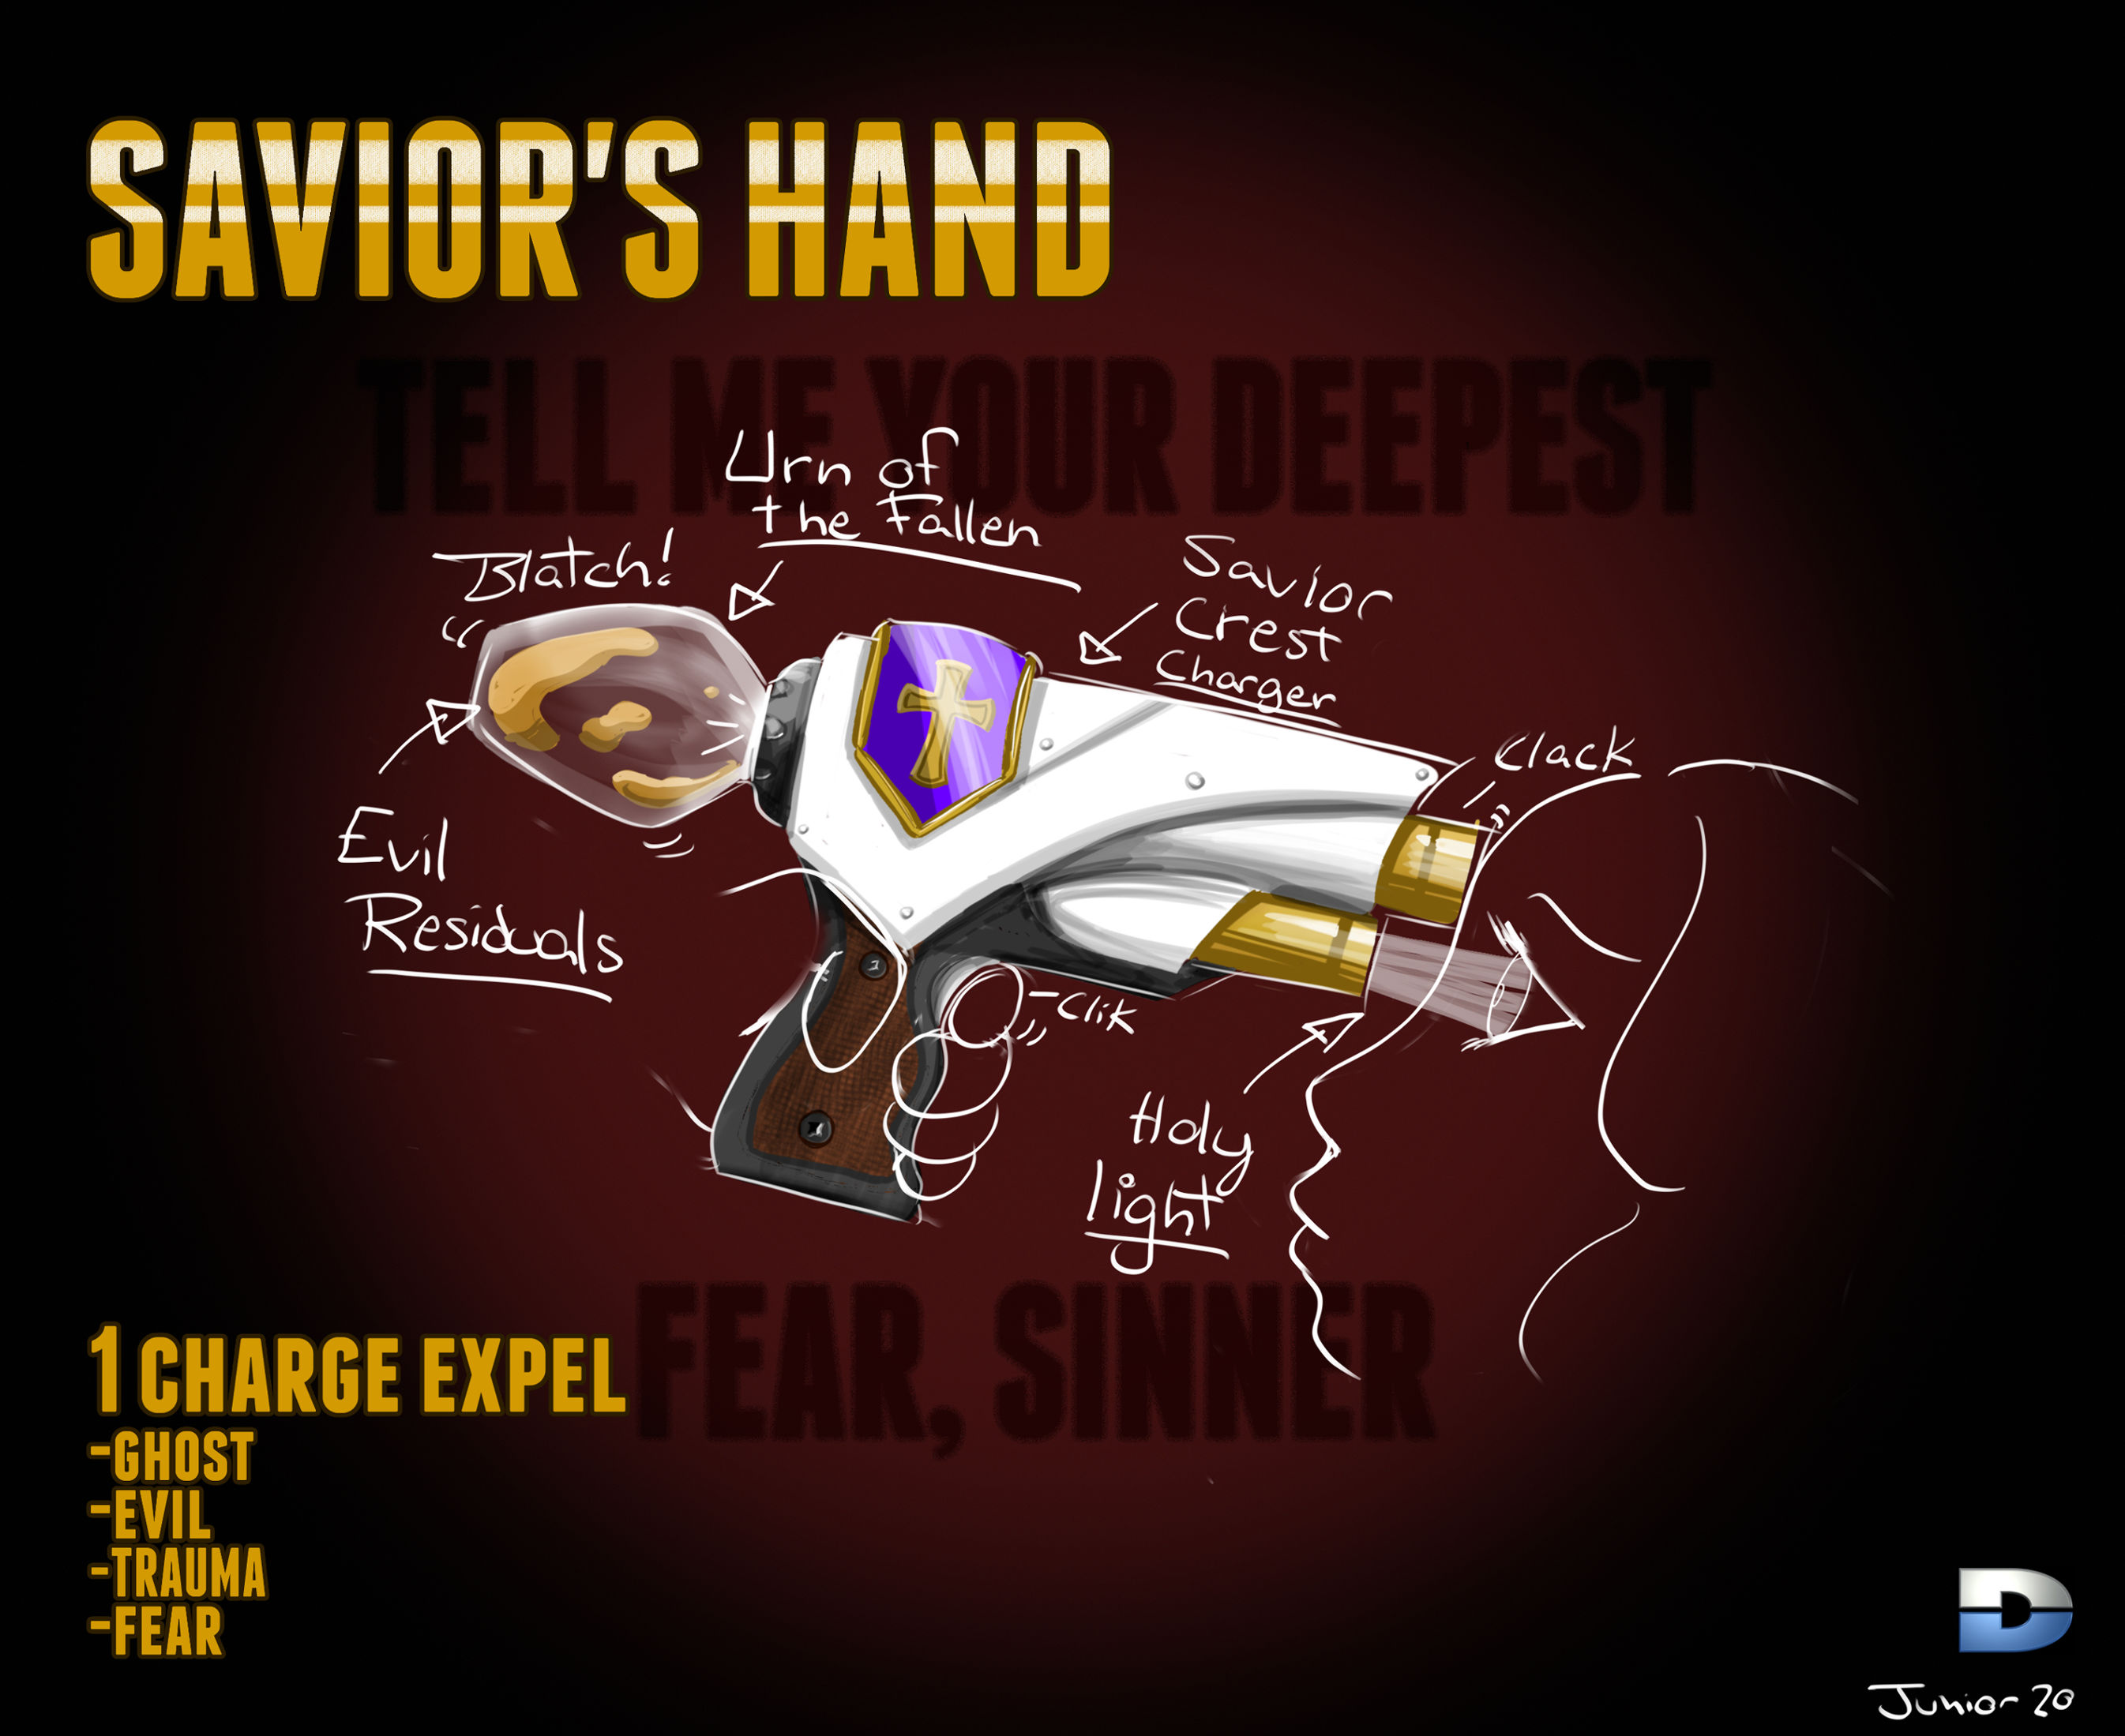 SAVIOR'S HAND
TELL ME YOUR DEEPEST
Urn of
the Fallen
Blatch!
Savior
Crest
Charger
Clack
Evil
Residuals
-Clik
Holy
light
FEAR, SINNER
1 CHARGE EXPEL
-GHOST
-EVIL
-TRAUMA
-FEAR
D
Junior 20